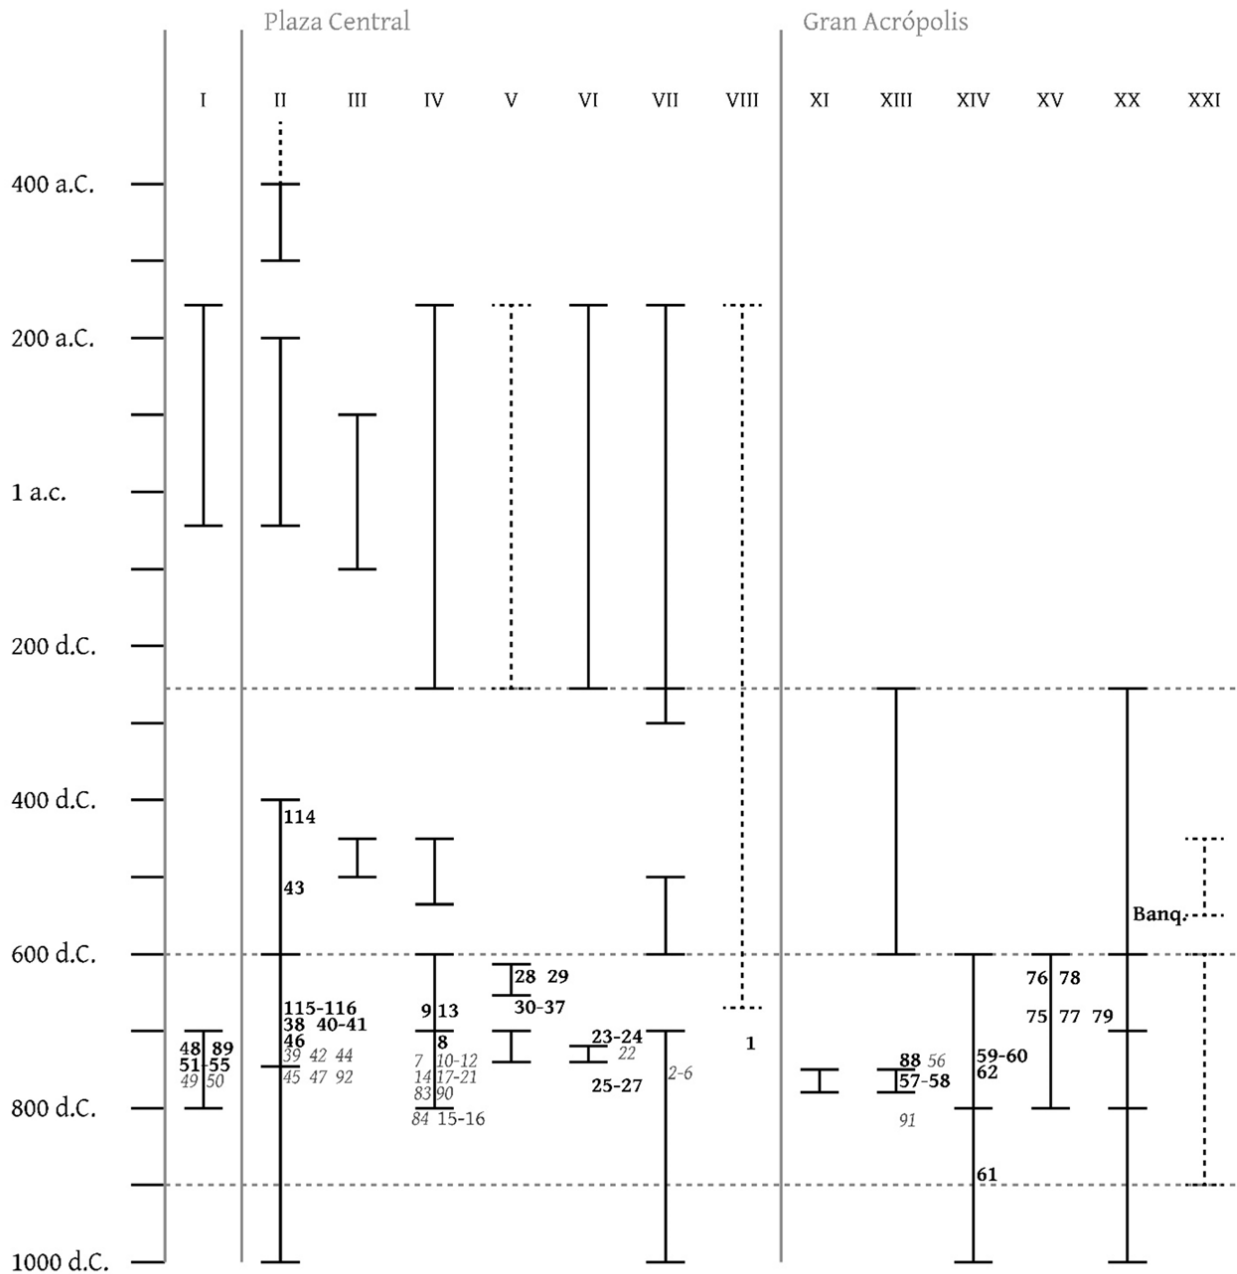 Plaza Central Gran Acrópolis
I II III IV V VI VII VIII XI XIII XIV XV XX XXI
400 a.C.
200 a.C.
1 a.c.
200 d.C.
400 d.C.
114
43
Banq.
600 d.C.
28 29 76 78
115-116 9 13 30-37 75 77 79
38 40-41
46 8 23-24 1
48 89 39 42 44 7 10-12 22 88 56 59-60
51-55 62
49 50 45 47 92 14 17-21 25-27 2-6 57-58
83 90
800 d.C.
84 15-16 91
61
1000 d.C.